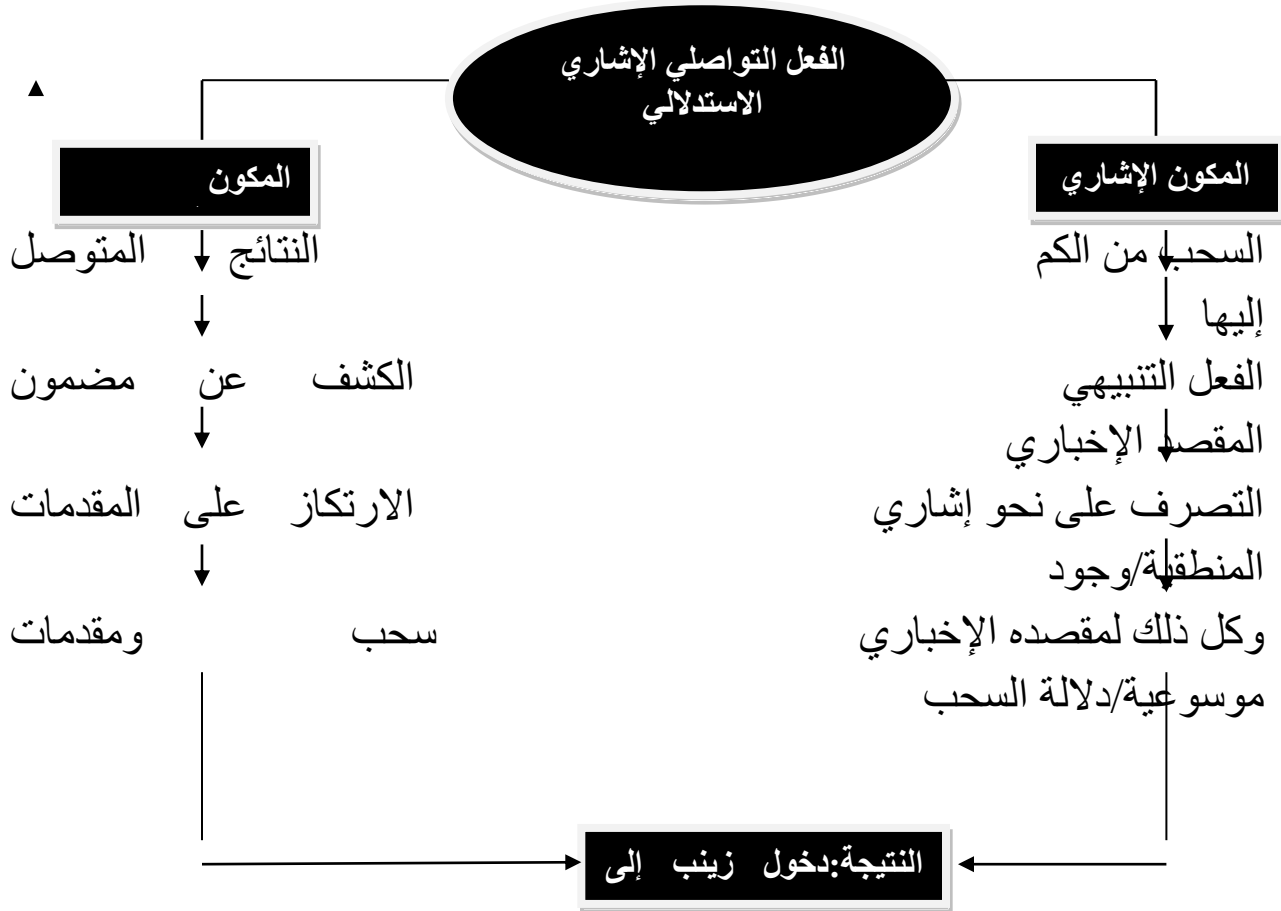 الفعل التواصلي الإشاري
الاستدلالي
المكون الإشاري
المكون
السحب من الكم النتائج المتوصل
إليها
الفعل التنبيهي الكشف عن مضمون
المقصد الإخباري
التصرف على نحو إشاري الارتكاز على المقدمات
المنطقية/وجود
وكل ذلك لمقصده الإخباري سحب ومقدمات
موسوعية/دلالة السحب
النتيجة:دخول زينب إلى